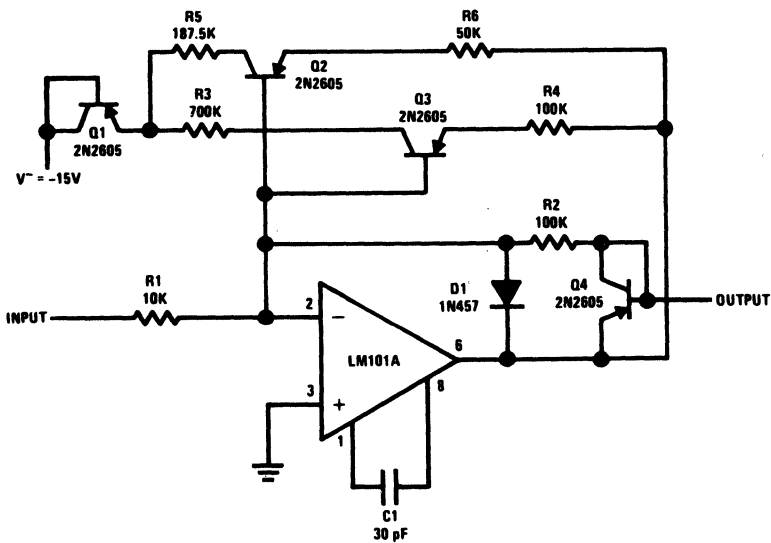 R5
187.5K
R6
50K
Q2
2N2605
R3
700K
Q3
2N2605
R4
100K
Q1
2N2605
V⁻ = -15V
R2
100K
R1
10K
D1
1N457
Q4
2N2605
INPUT
OUTPUT
2
−
6
LM101A
8
3
+
1
C1
30 pF